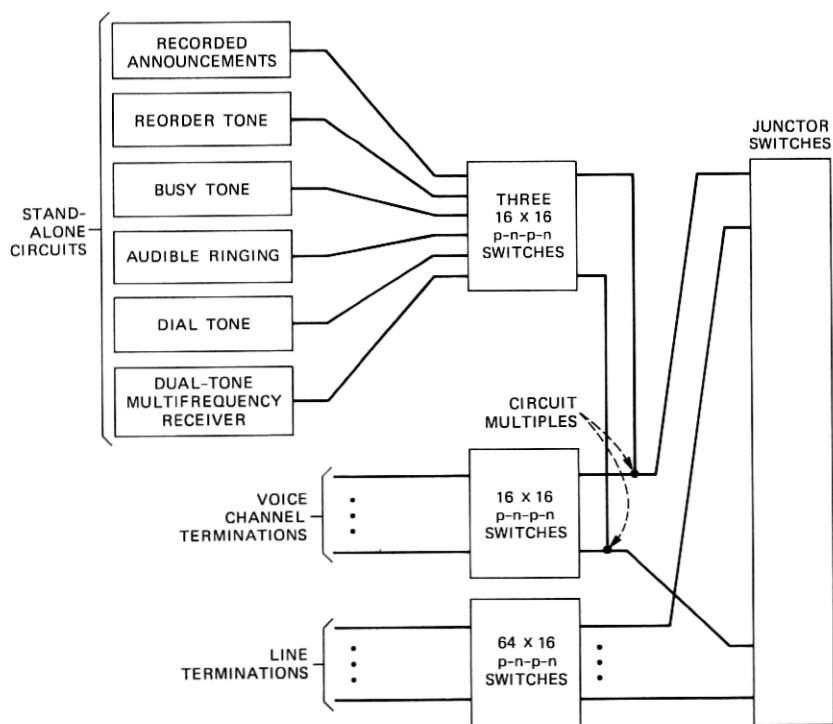 RECORDED
ANNOUNCEMENTS
REORDER TONE
BUSY TONE
AUDIBLE RINGING
DIAL TONE
DUAL-TONE
MULTIFREQUENCY
RECEIVER
STAND-
ALONE
CIRCUITS
THREE
16 X 16
p-n-p-n
SWITCHES
JUNCTOR
SWITCHES
CIRCUIT
MULTIPLES
VOICE
CHANNEL
TERMINATIONS
16 X 16
p-n-p-n
SWITCHES
LINE
TERMINATIONS
64 X 16
p-n-p-n
SWITCHES